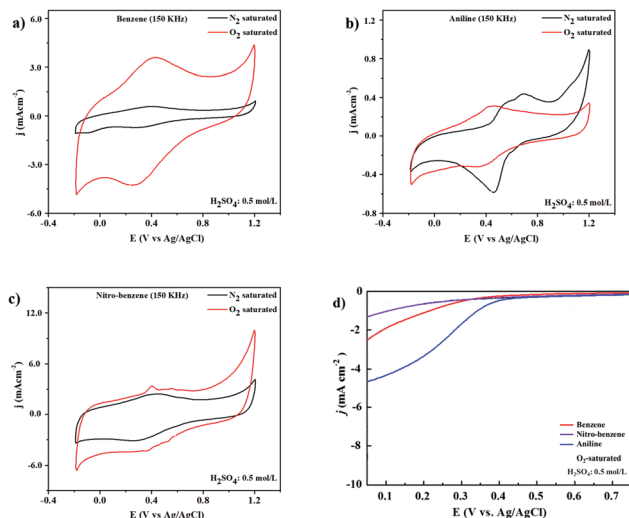 a)
Benzene (150 KHz)
N2 saturated
O2 saturated
j (mAcm-2)
6.0
3.0
0.0
-3.0
-6.0
H2SO4: 0.5 mol/L
-0.4 0.0 0.4 0.8 1.2
E (V vs Ag/AgCl)
b)
Aniline (150 KHz)
N2 saturated
O2 saturated
j (mAcm-2)
1.2
0.8
0.4
0.0
-0.4
-0.8
H2SO4: 0.5 mol/L
-0.4 0.0 0.4 0.8 1.2
E (V vs Ag/AgCl)
c)
Nitro-benzene (150 KHz)
N2 saturated
O2 saturated
j (mAcm-2)
12.0
6.0
0.0
-6.0
H2SO4: 0.5 mol/L
-0.4 0.0 0.4 0.8 1.2
E (V vs Ag/AgCl)
d)
j (mA cm-2)
0
-2
-4
-6
-8
-10
Benzene
Nitro-benzene
Aniline
O2-saturated
H2SO4: 0.5 mol/L
0.1 0.2 0.3 0.4 0.5 0.6 0.7
E (V vs. Ag/AgCl)